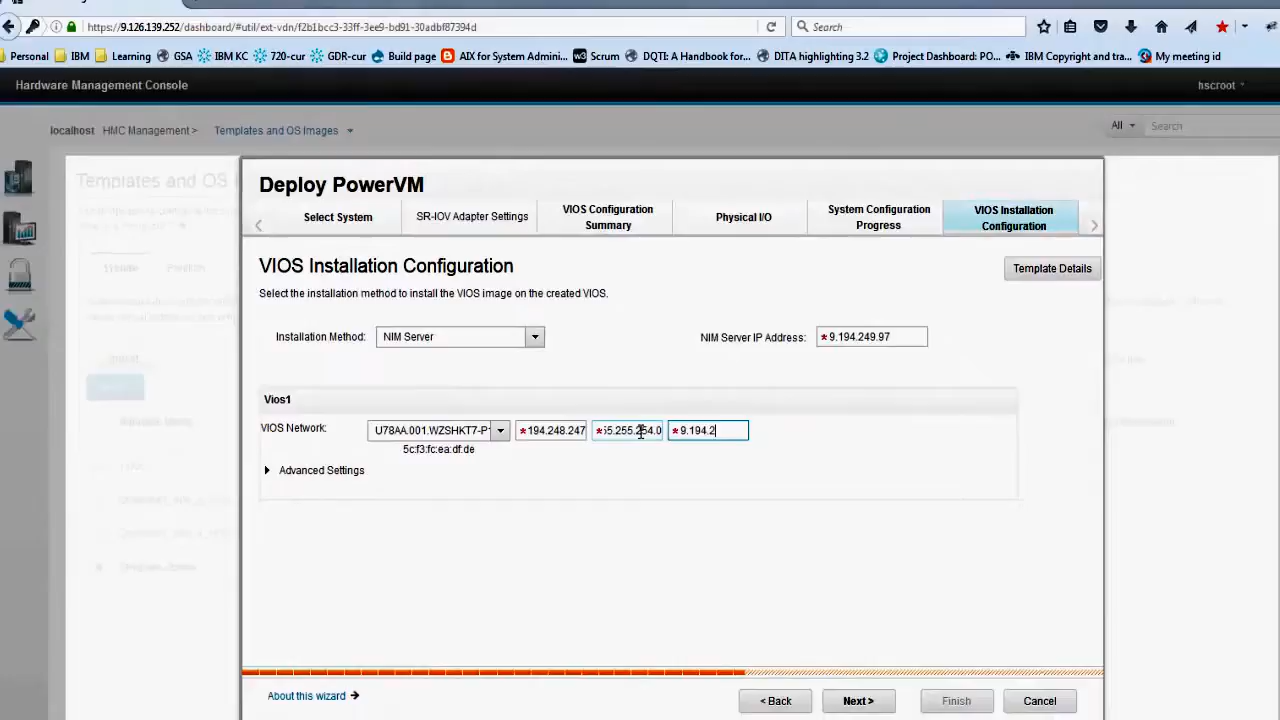 https://9.126.139.252/dashboard/#util/ext-vdn/f2b1bcc3-33ff-3ee9-bd91-30adbf87394d
Search
Personal IBM Learning GSA IBM KC 720-cur GDR-cur Build page AIX for System Admini... Scrum DQTI: A Handbook for... DITA highlighting 3.2 Project Dashboard: PO... IBM Copyright and tra... My meeting id
Hardware Management Console hscroot
localhost HMC Management > Templates and OS Images All Search
Templates and OS
Deploy PowerVM
Select System SR-IOV Adapter Settings VIOS Configuration Summary Physical I/O System Configuration Progress VIOS Installation Configuration
VIOS Installation Configuration Template Details
Select the installation method to install the VIOS image on the created VIOS.
Installation Method: NIM Server NIM Server IP Address: *9.194.249.97
Vios1
VIOS Network: U78AA.001.WZSHKT7-P1 *194.248.247 *55.255.254.0 *9.194.2
5c:f3:fc:ea:df:de
Advanced Settings
About this wizard
< Back Next > Finish Cancel